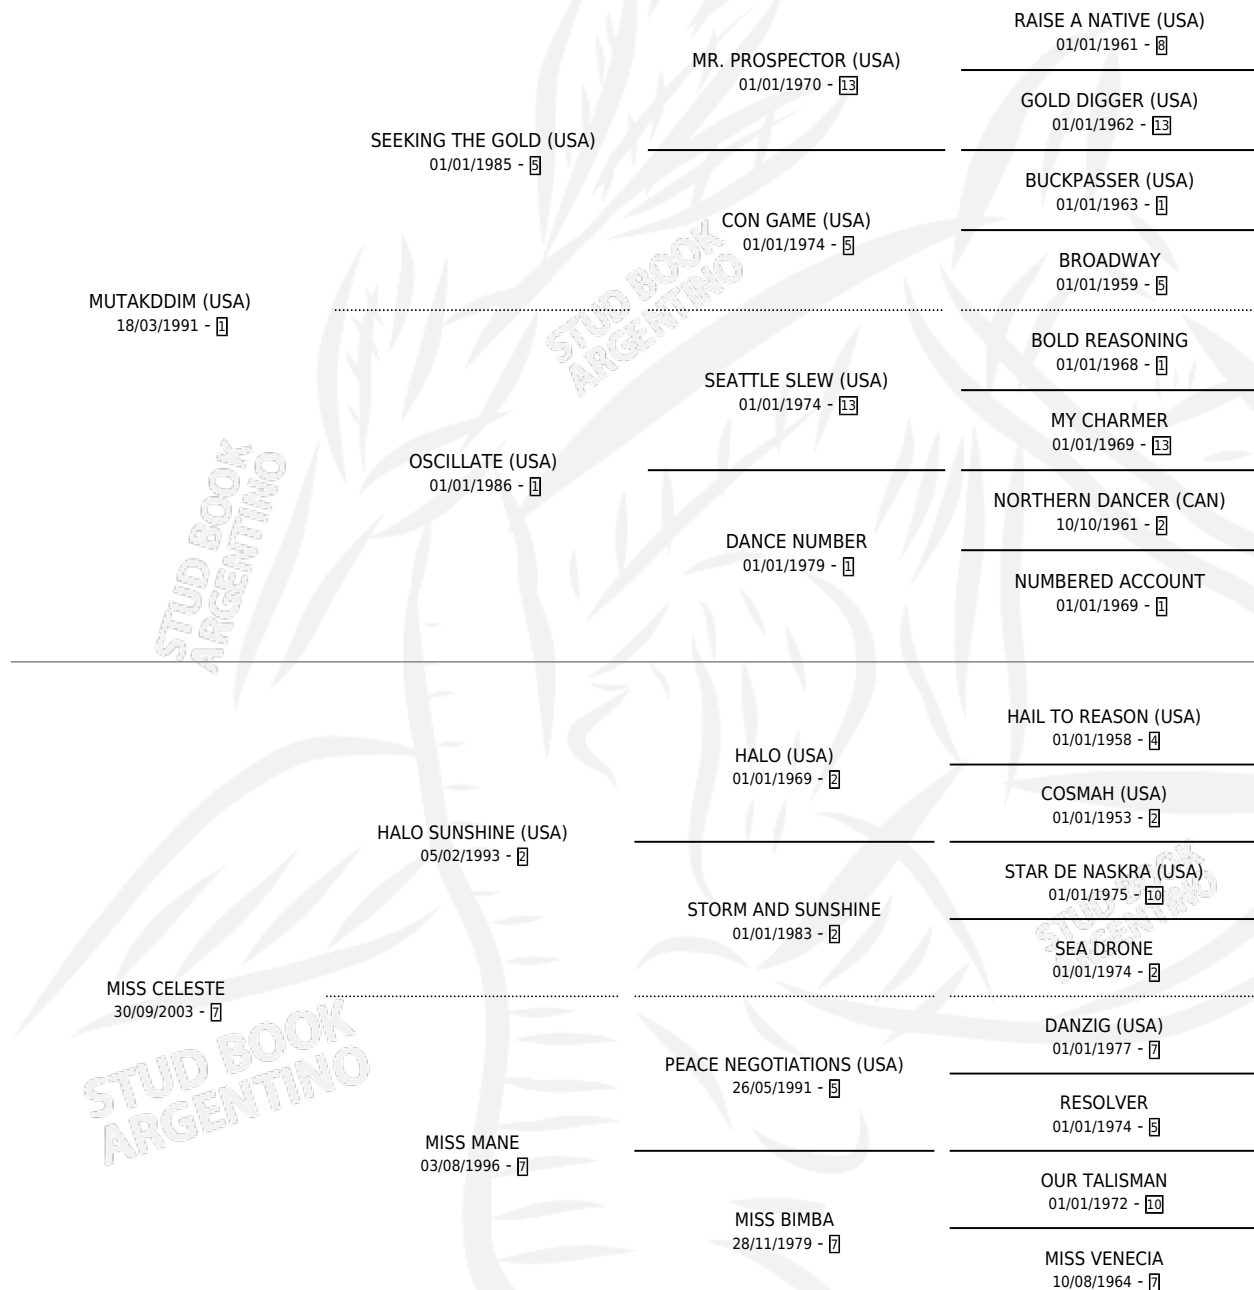 RAISE A NATIVE (USA)
01/01/1961 - 8
MR. PROSPECTOR (USA)
01/01/1970 - 13
GOLD DIGGER (USA)
01/01/1962 - 13
SEEKING THE GOLD (USA)
01/01/1985 - 5
BUCKPASSER (USA)
01/01/1963 - 1
CON GAME (USA)
01/01/1974 - 5
BROADWAY
01/01/1959 - 5
MUTAKDDIM (USA)
18/03/1991 - 1
BOLD REASONING
01/01/1968 - 1
SEATTLE SLEW (USA)
01/01/1974 - 13
MY CHARMER
01/01/1969 - 13
OSCILLATE (USA)
01/01/1986 - 1
NORTHERN DANCER (CAN)
10/10/1961 - 2
DANCE NUMBER
01/01/1979 - 1
NUMBERED ACCOUNT
01/01/1969 - 1
HAIL TO REASON (USA)
01/01/1958 - 4
HALO (USA)
01/01/1969 - 2
COSMAH (USA)
01/01/1953 - 2
HALO SUNSHINE (USA)
05/02/1993 - 2
STAR DE NASKRA (USA)
01/01/1975 - 10
STORM AND SUNSHINE
01/01/1983 - 2
SEA DRONE
01/01/1974 - 2
MISS CELESTE
30/09/2003 - 7
DANZIG (USA)
01/01/1977 - 7
PEACE NEGOTIATIONS (USA)
26/05/1991 - 5
RESOLVER
01/01/1974 - 5
MISS MANE
03/08/1996 - 7
OUR TALISMAN
01/01/1972 - 10
MISS BIMBA
28/11/1979 - 7
MISS VENECIA
10/08/1964 - 7
STUD BOOK
ARGENTINO
STUD BOOK
ARGENTINO
STUD BOOK
ARGENTINO
STUD BOOK
ARGENTINO